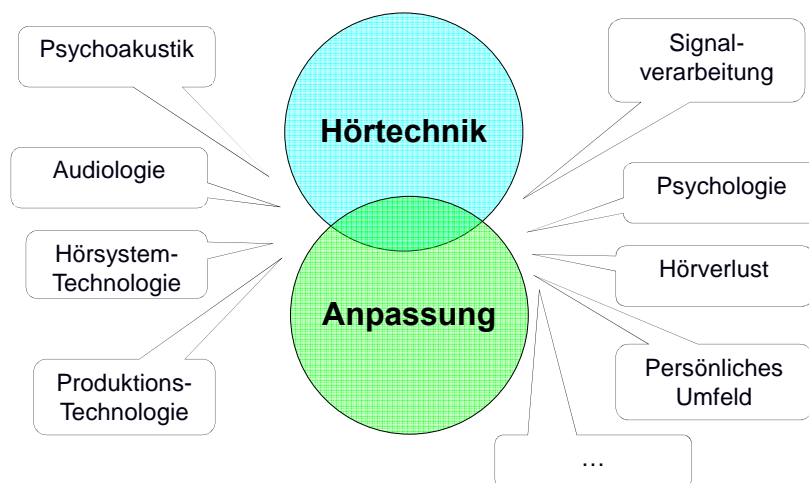 Psychoakustik
Signal-
verarbeitung
Hörtechnik
Audiologie
Psychologie
Hörsystem-
Technologie
Hörverlust
Anpassung
Produktions-
Technologie
Persönliches
Umfeld
…